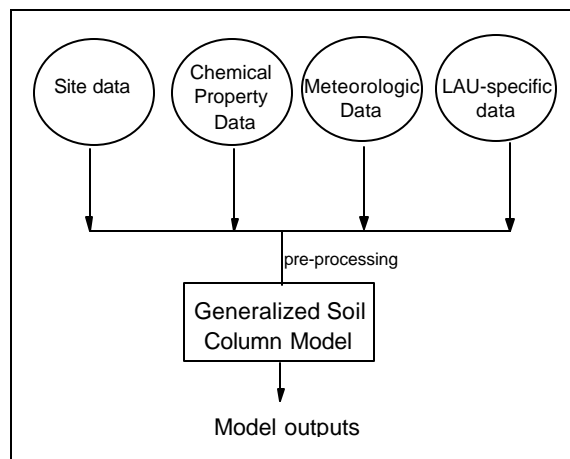 Site data
Chemical
Property
Data
Meteorologic
Data
LAU-specific
data
pre-processing
Generalized Soil
Column Model
Model outputs